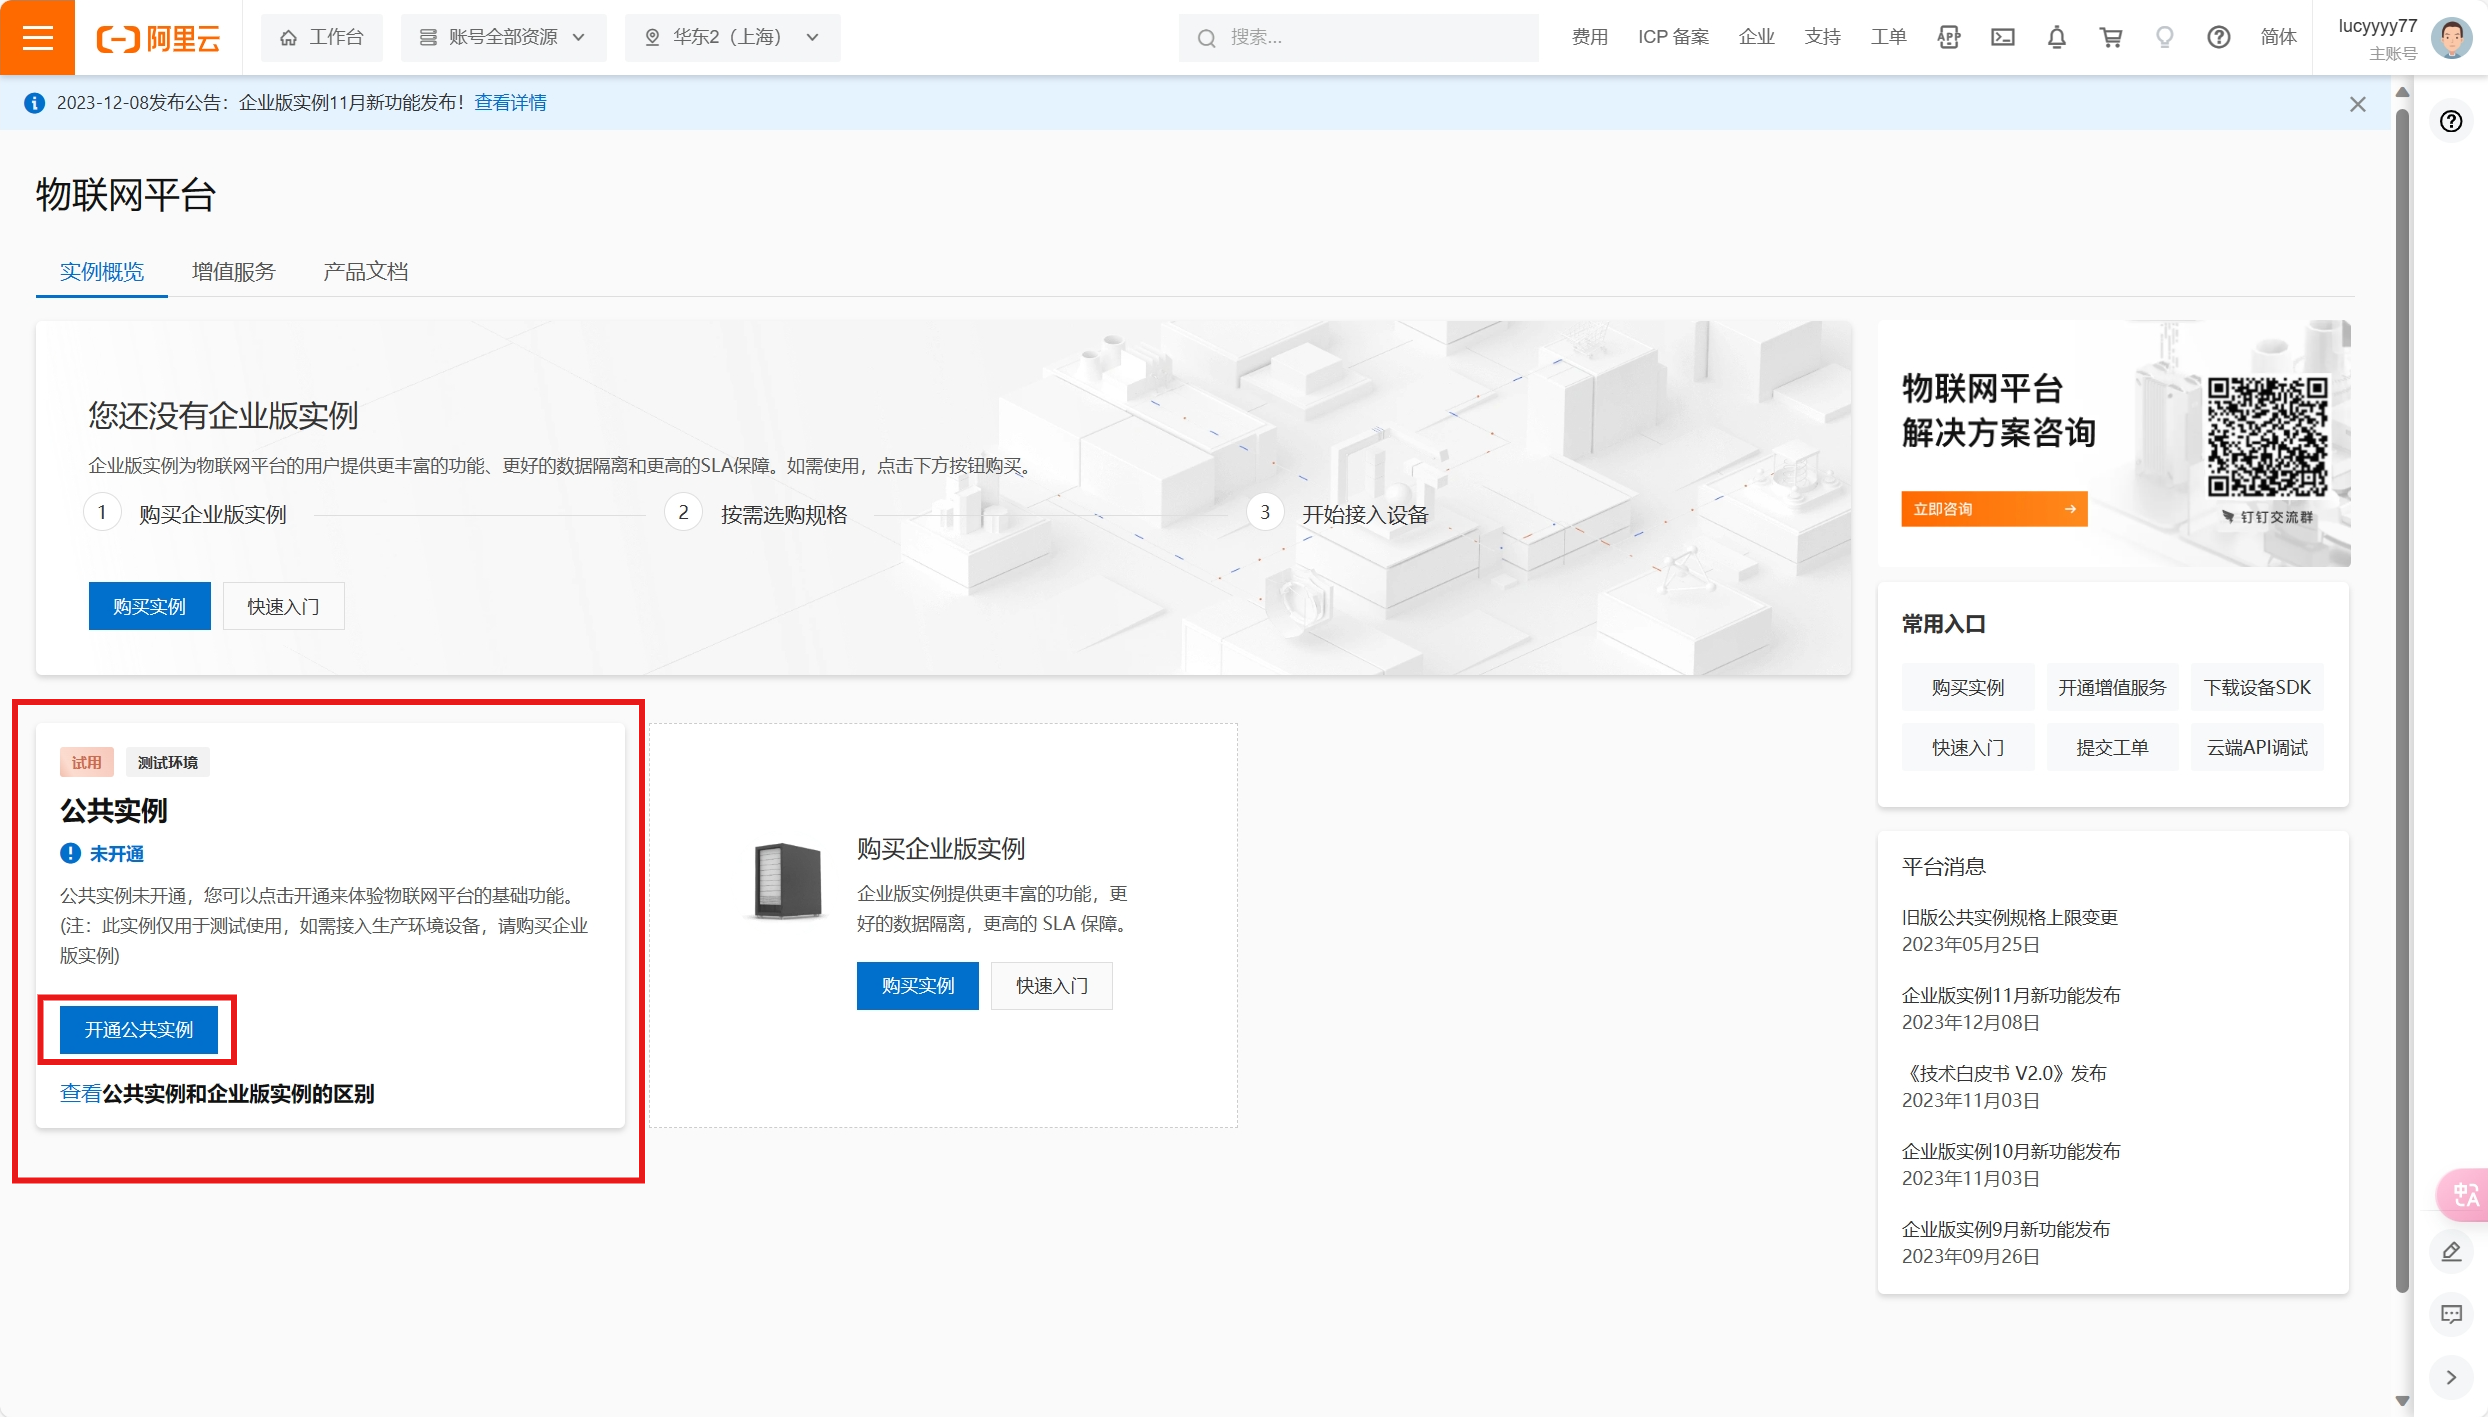 阿里云
工作台
账号全部资源
华东2（上海）
搜索...
费用
ICP 备案
企业
支持
工单
APP
简体
lucyyyy77
主账号
2023-12-08发布公告：企业版实例11月新功能发布！查看详情
物联网平台
实例概览
增值服务
产品文档
您还没有企业版实例
企业版实例为物联网平台的用户提供更丰富的功能、更好的数据隔离和更高的SLA保障。如需使用，点击下方按钮购买。
1 购买企业版实例
2 按需选购规格
3 开始接入设备
购买实例
快速入门
试用
测试环境
公共实例
未开通
公共实例未开通，您可以点击开通来体验物联网平台的基础功能。
(注：此实例仅用于测试使用，如需接入生产环境设备，请购买企业
版实例)
开通公共实例
查看公共实例和企业版实例的区别
购买企业版实例
企业版实例提供更丰富的功能，更
好的数据隔离，更高的 SLA 保障。
购买实例
快速入门
物联网平台
解决方案咨询
立即咨询
钉钉交流群
常用入口
购买实例
开通增值服务
下载设备SDK
快速入门
提交工单
云端API调试
平台消息
旧版公共实例规格上限变更
2023年05月25日
企业版实例11月新功能发布
2023年12月08日
《技术白皮书 V2.0》发布
2023年11月03日
企业版实例10月新功能发布
2023年11月03日
企业版实例9月新功能发布
2023年09月26日
中A